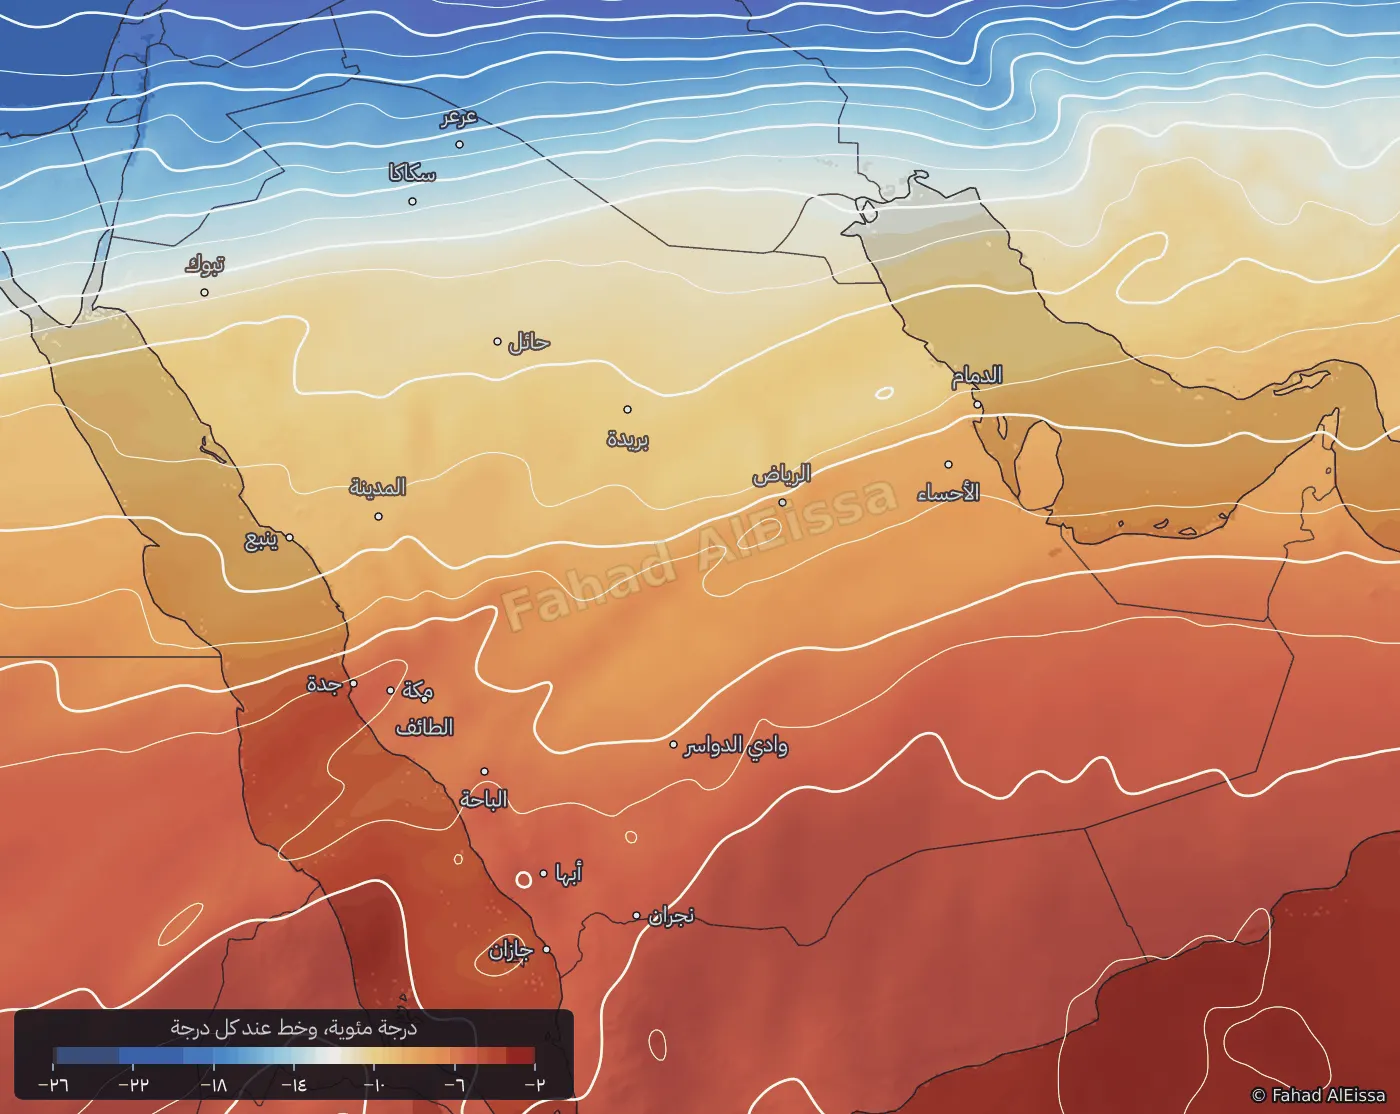 عرعر
سكاكا
تبوك
حائل
الدمام
بريدة
الرياض
المدينة
الأحساء
ينبع
Fahad AlEissa
جدة
مكة
الطائف
وادي الدواسر
الباحة
أبها
نجران
جازان
درجة مئوية، وخط عند كل درجة
−٢٦ −٢٢ −١٨ −١٤ −١٠ −٦ −٢
© Fahad AlEissa